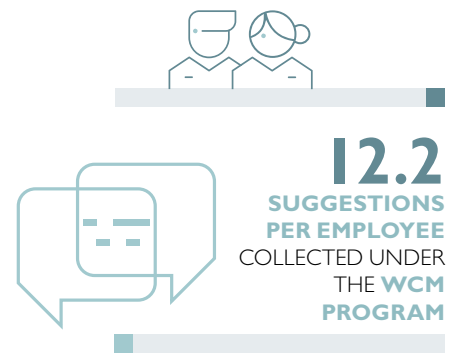 12.2
SUGGESTIONS
PER EMPLOYEE
COLLECTED UNDER
THE WCM
PROGRAM